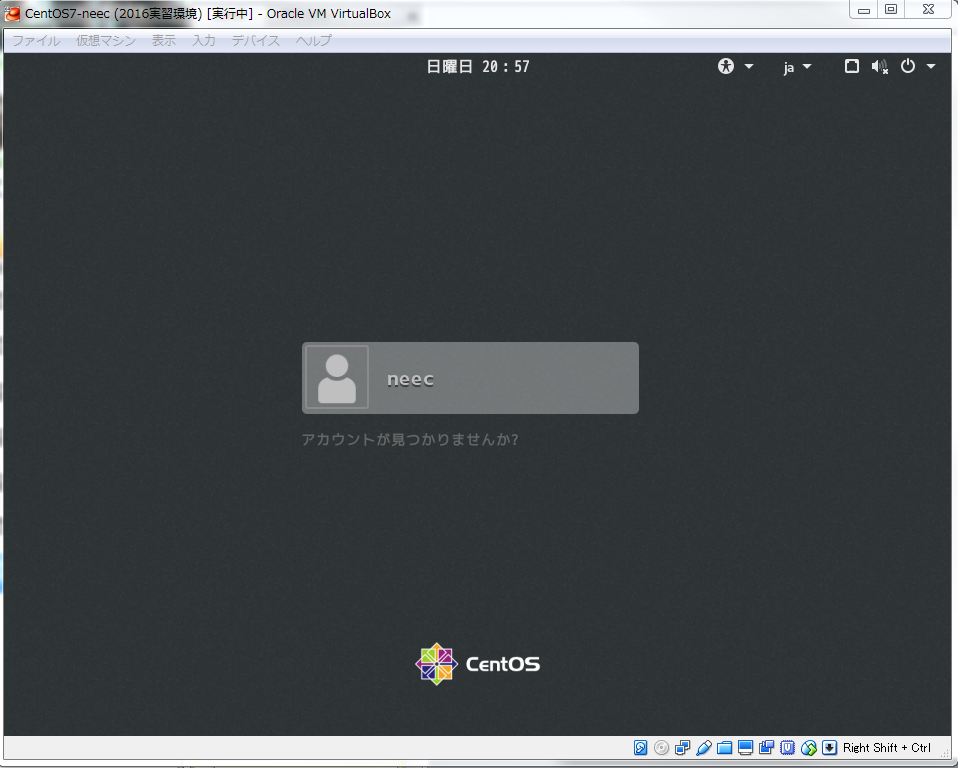 CentOS7-neec (2016実習環境) [実行中] - Oracle VM VirtualBox
ファイル 仮想マシン 表示 入力 デバイス ヘルプ
日曜日 20：57 ja
neec
アカウントが見つかりませんか?
CentOS
Right Shift + Ctrl